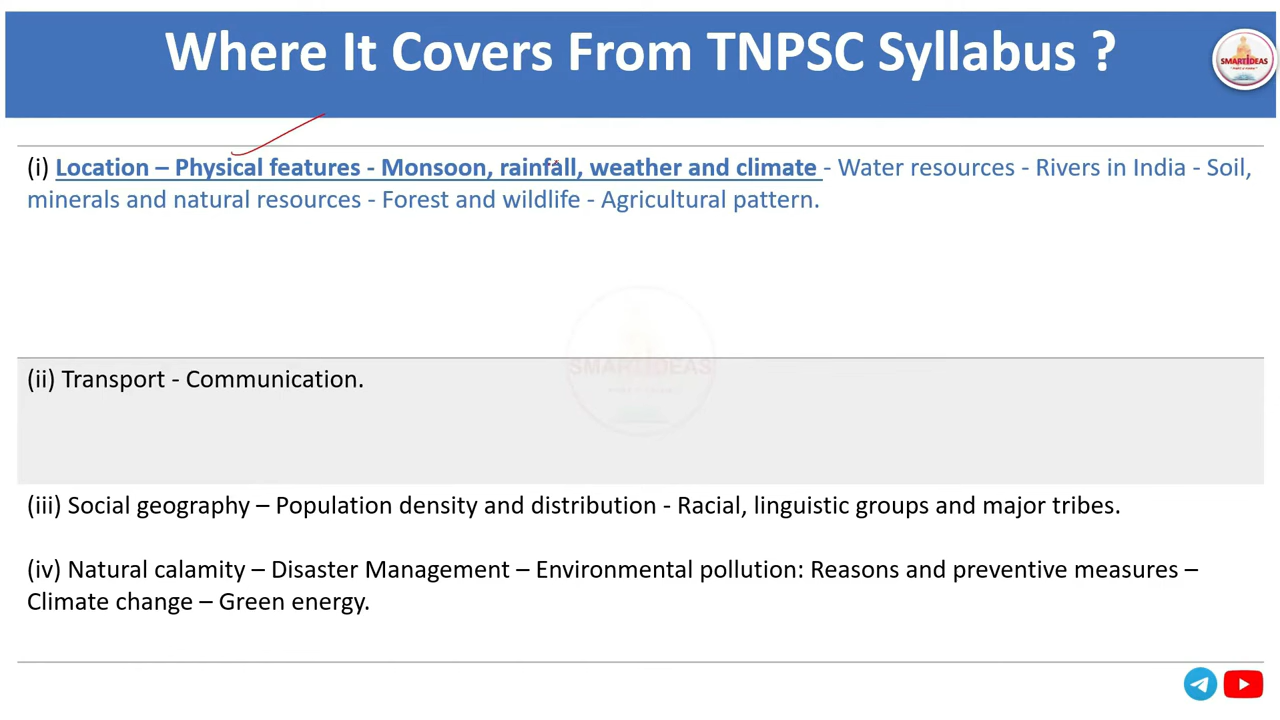 Where It Covers From TNPSC Syllabus ?
SMARTIDEAS
(i) Location – Physical features - Monsoon, rainfall, weather and climate - Water resources - Rivers in India - Soil,
minerals and natural resources - Forest and wildlife - Agricultural pattern.
SMARTIDEAS
(ii) Transport - Communication.
(iii) Social geography – Population density and distribution - Racial, linguistic groups and major tribes.
(iv) Natural calamity – Disaster Management – Environmental pollution: Reasons and preventive measures –
Climate change – Green energy.